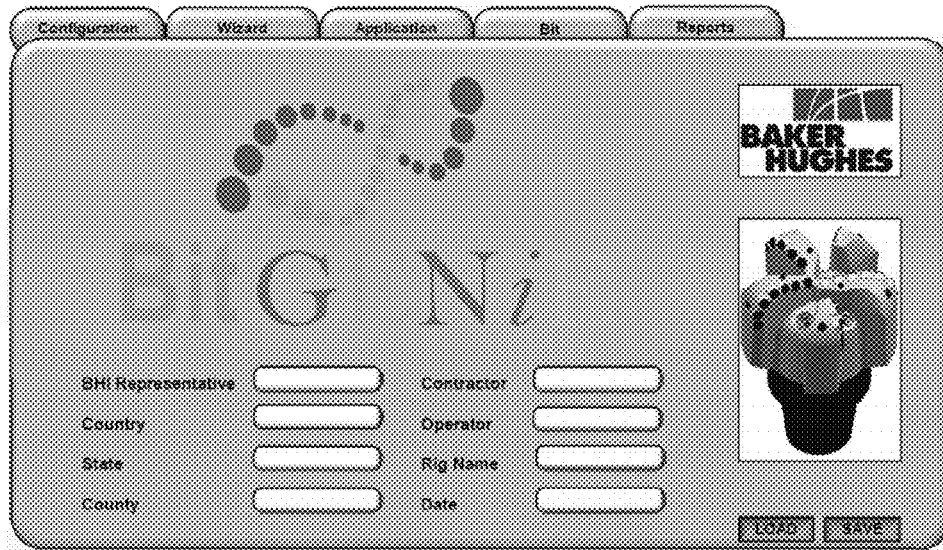 Configuration Wizard Application Bit Reports
BAKER
HUGHES
Bit G N i
BHI Representative Contractor
Country Operator
State Rig Name
County Date
LOAD SAVE